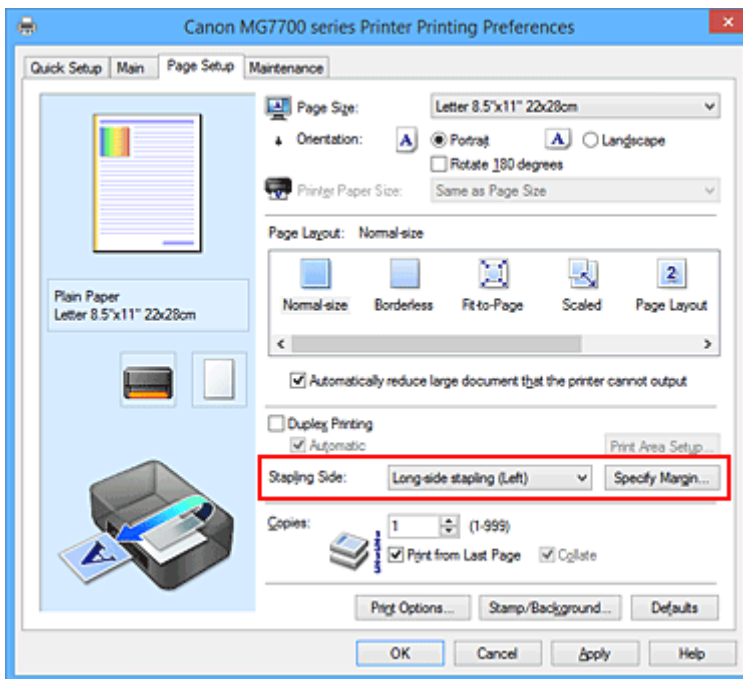 Canon MG7700 series Printer Printing Preferences
Quick Setup Main Page Setup Maintenance
Page Size: Letter 8.5"x11" 22x28cm
Orientation: A Portrait A Landscape
Rotate 180 degrees
Printer Paper Size: Same as Page Size
Page Layout: Normal-size
2
Normal-size Borderless Fit-to-Page Scaled Page Layout
Plain Paper
Letter 8.5"x11" 22x28cm
Automatically reduce large document that the printer cannot output
Duplex Printing
Automatic Print Area Setup...
Stapling Side: Long-side stapling (Left) Specify Margin...
Copies: 1 (1-999)
Print from Last Page Collate
A
Print Options... Stamp/Background... Defaults
OK Cancel Apply Help